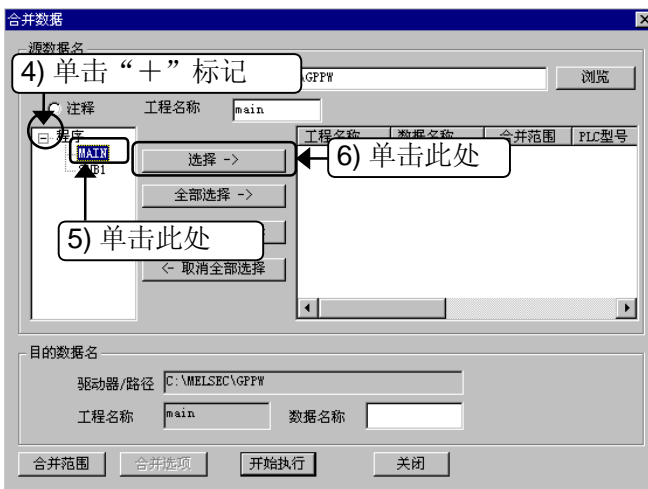 合并数据
源数据名
4) 单击“＋”标记
\GPPW
浏览
注释
工程名称
main
程序
工程名称
数据名称
合并范围
PLC型号
MAIN
选择 ->
6) 单击此处
SUB1
全部选择 ->
5) 单击此处
<- 取消全部选择
目的数据名
驱动器/路径
C:\MELSEC\GPPW
工程名称
main
数据名称
合并范围
合并选项
开始执行
关闭